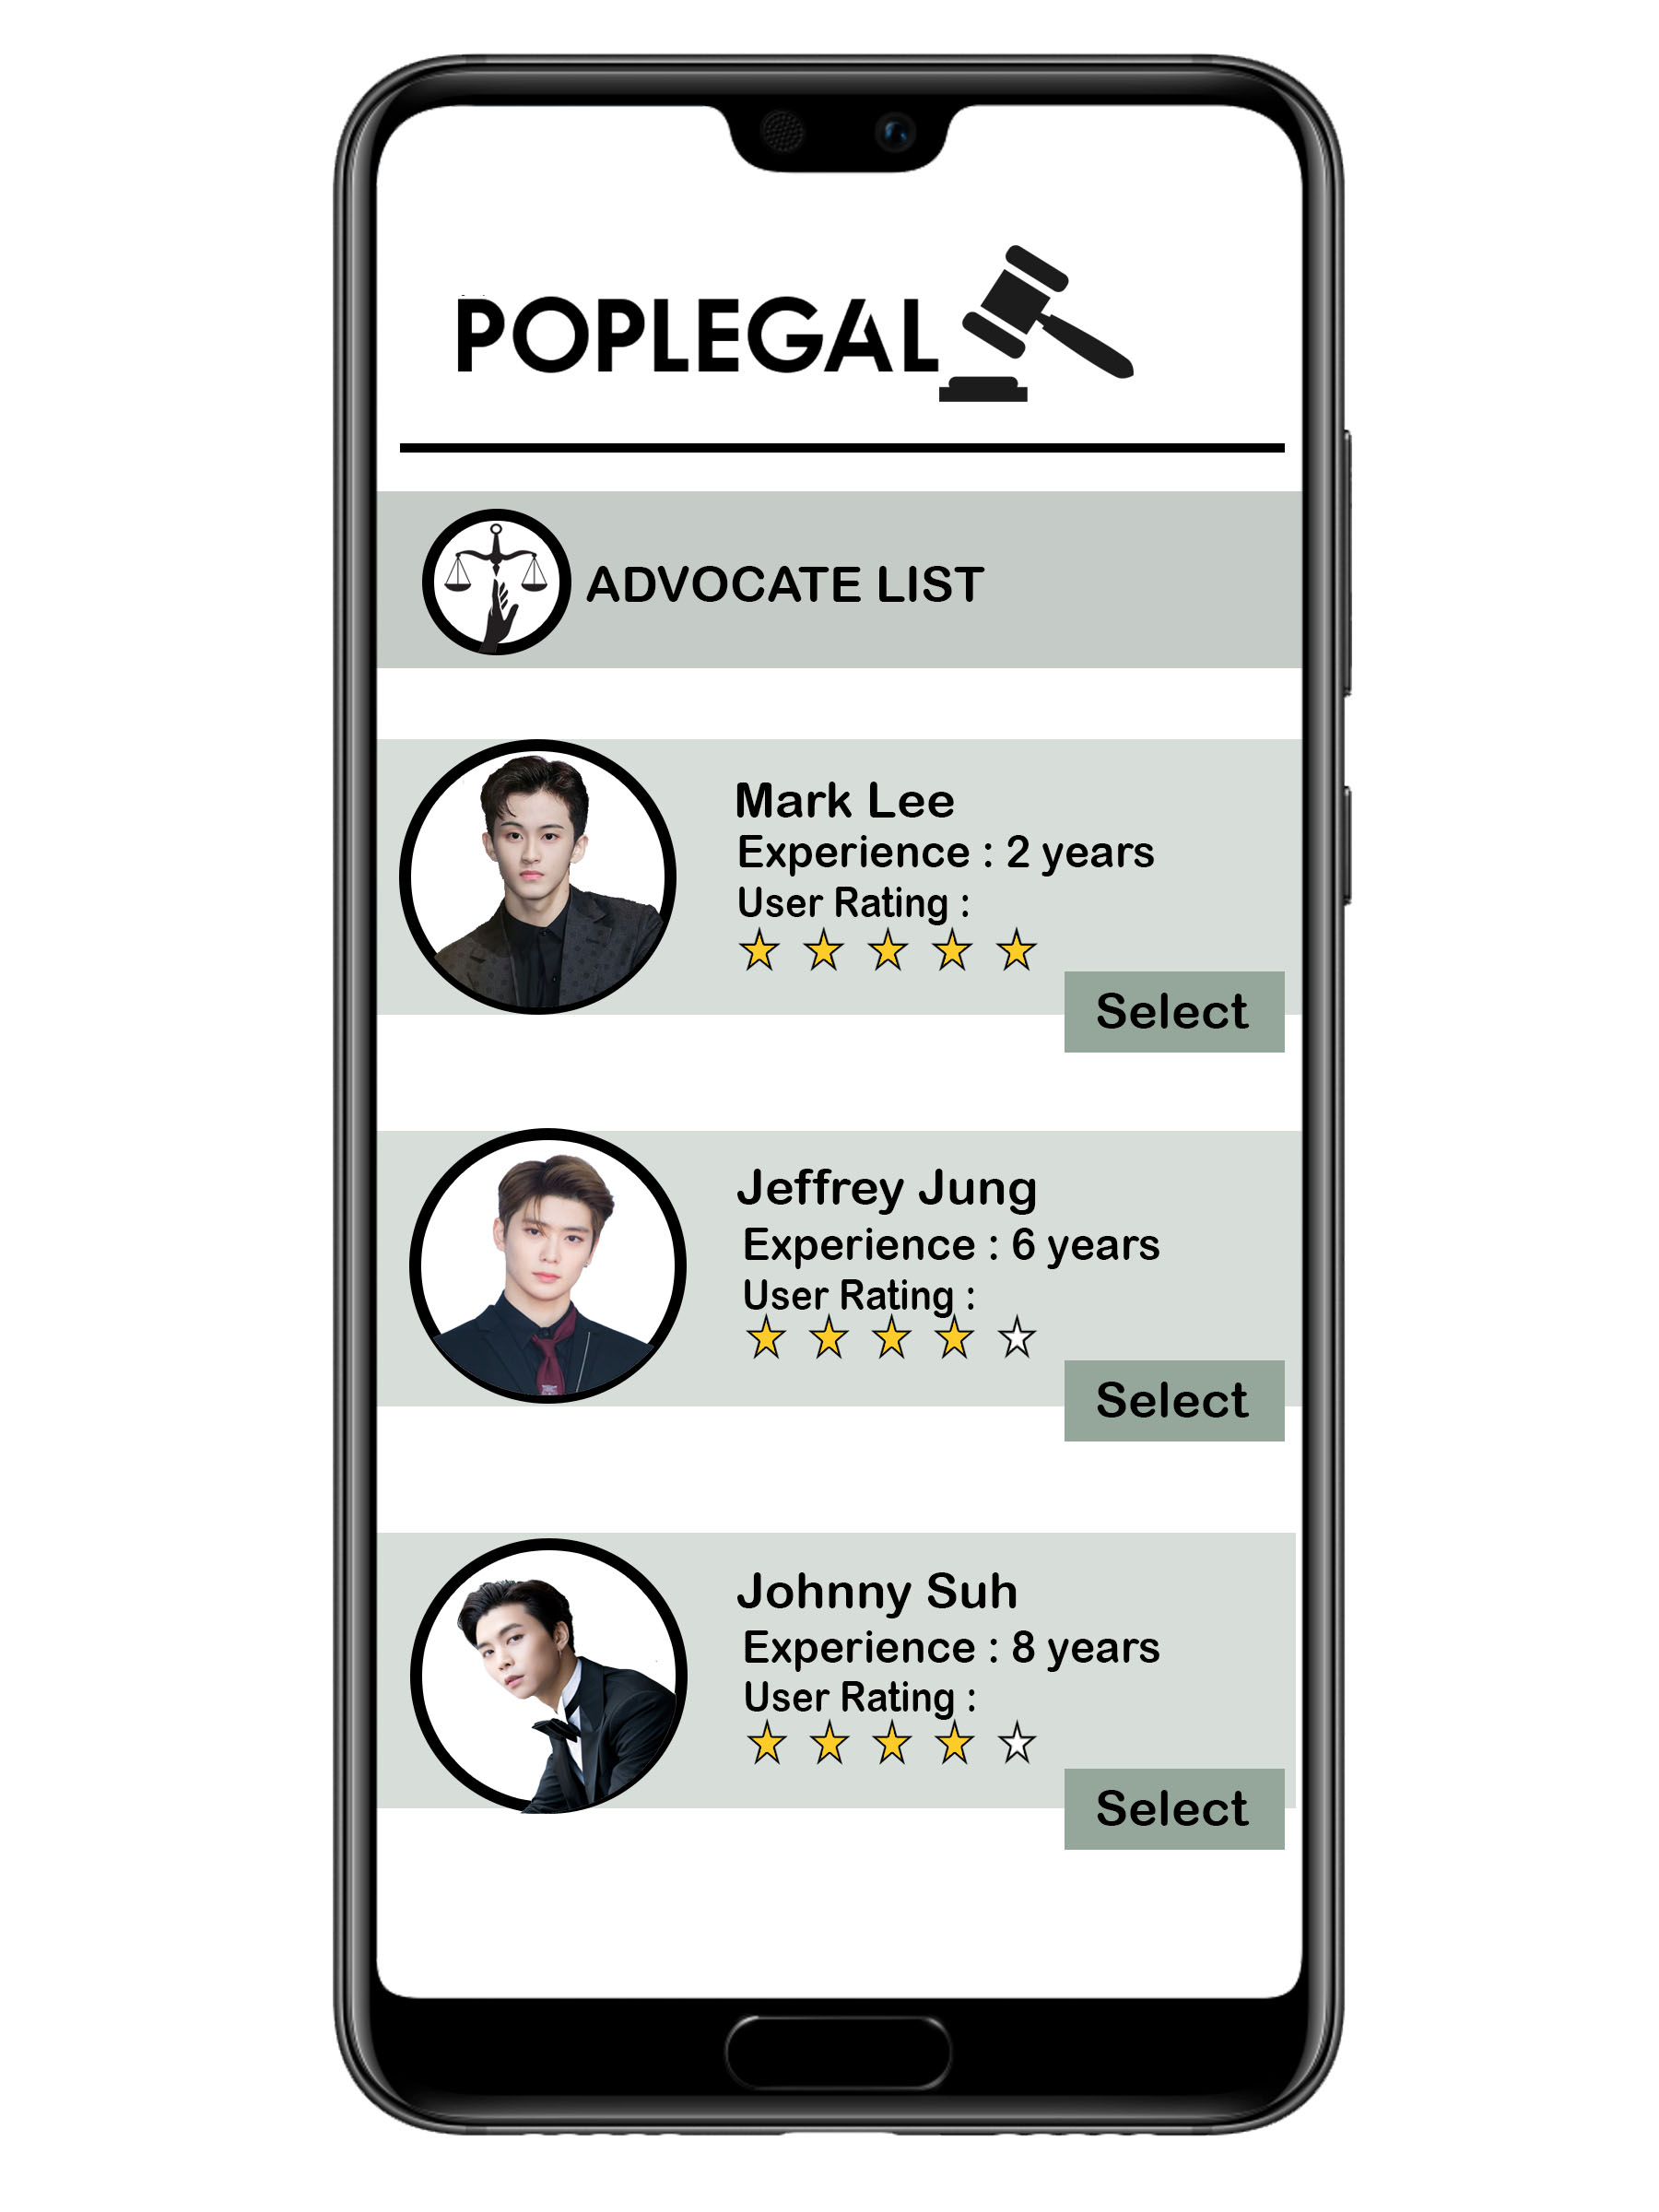 POPLEGAL
ADVOCATE LIST
Mark Lee
Experience : 2 years
User Rating :
Select
Jeffrey Jung
Experience : 6 years
User Rating :
Select
Johnny Suh
Experience : 8 years
User Rating :
Select